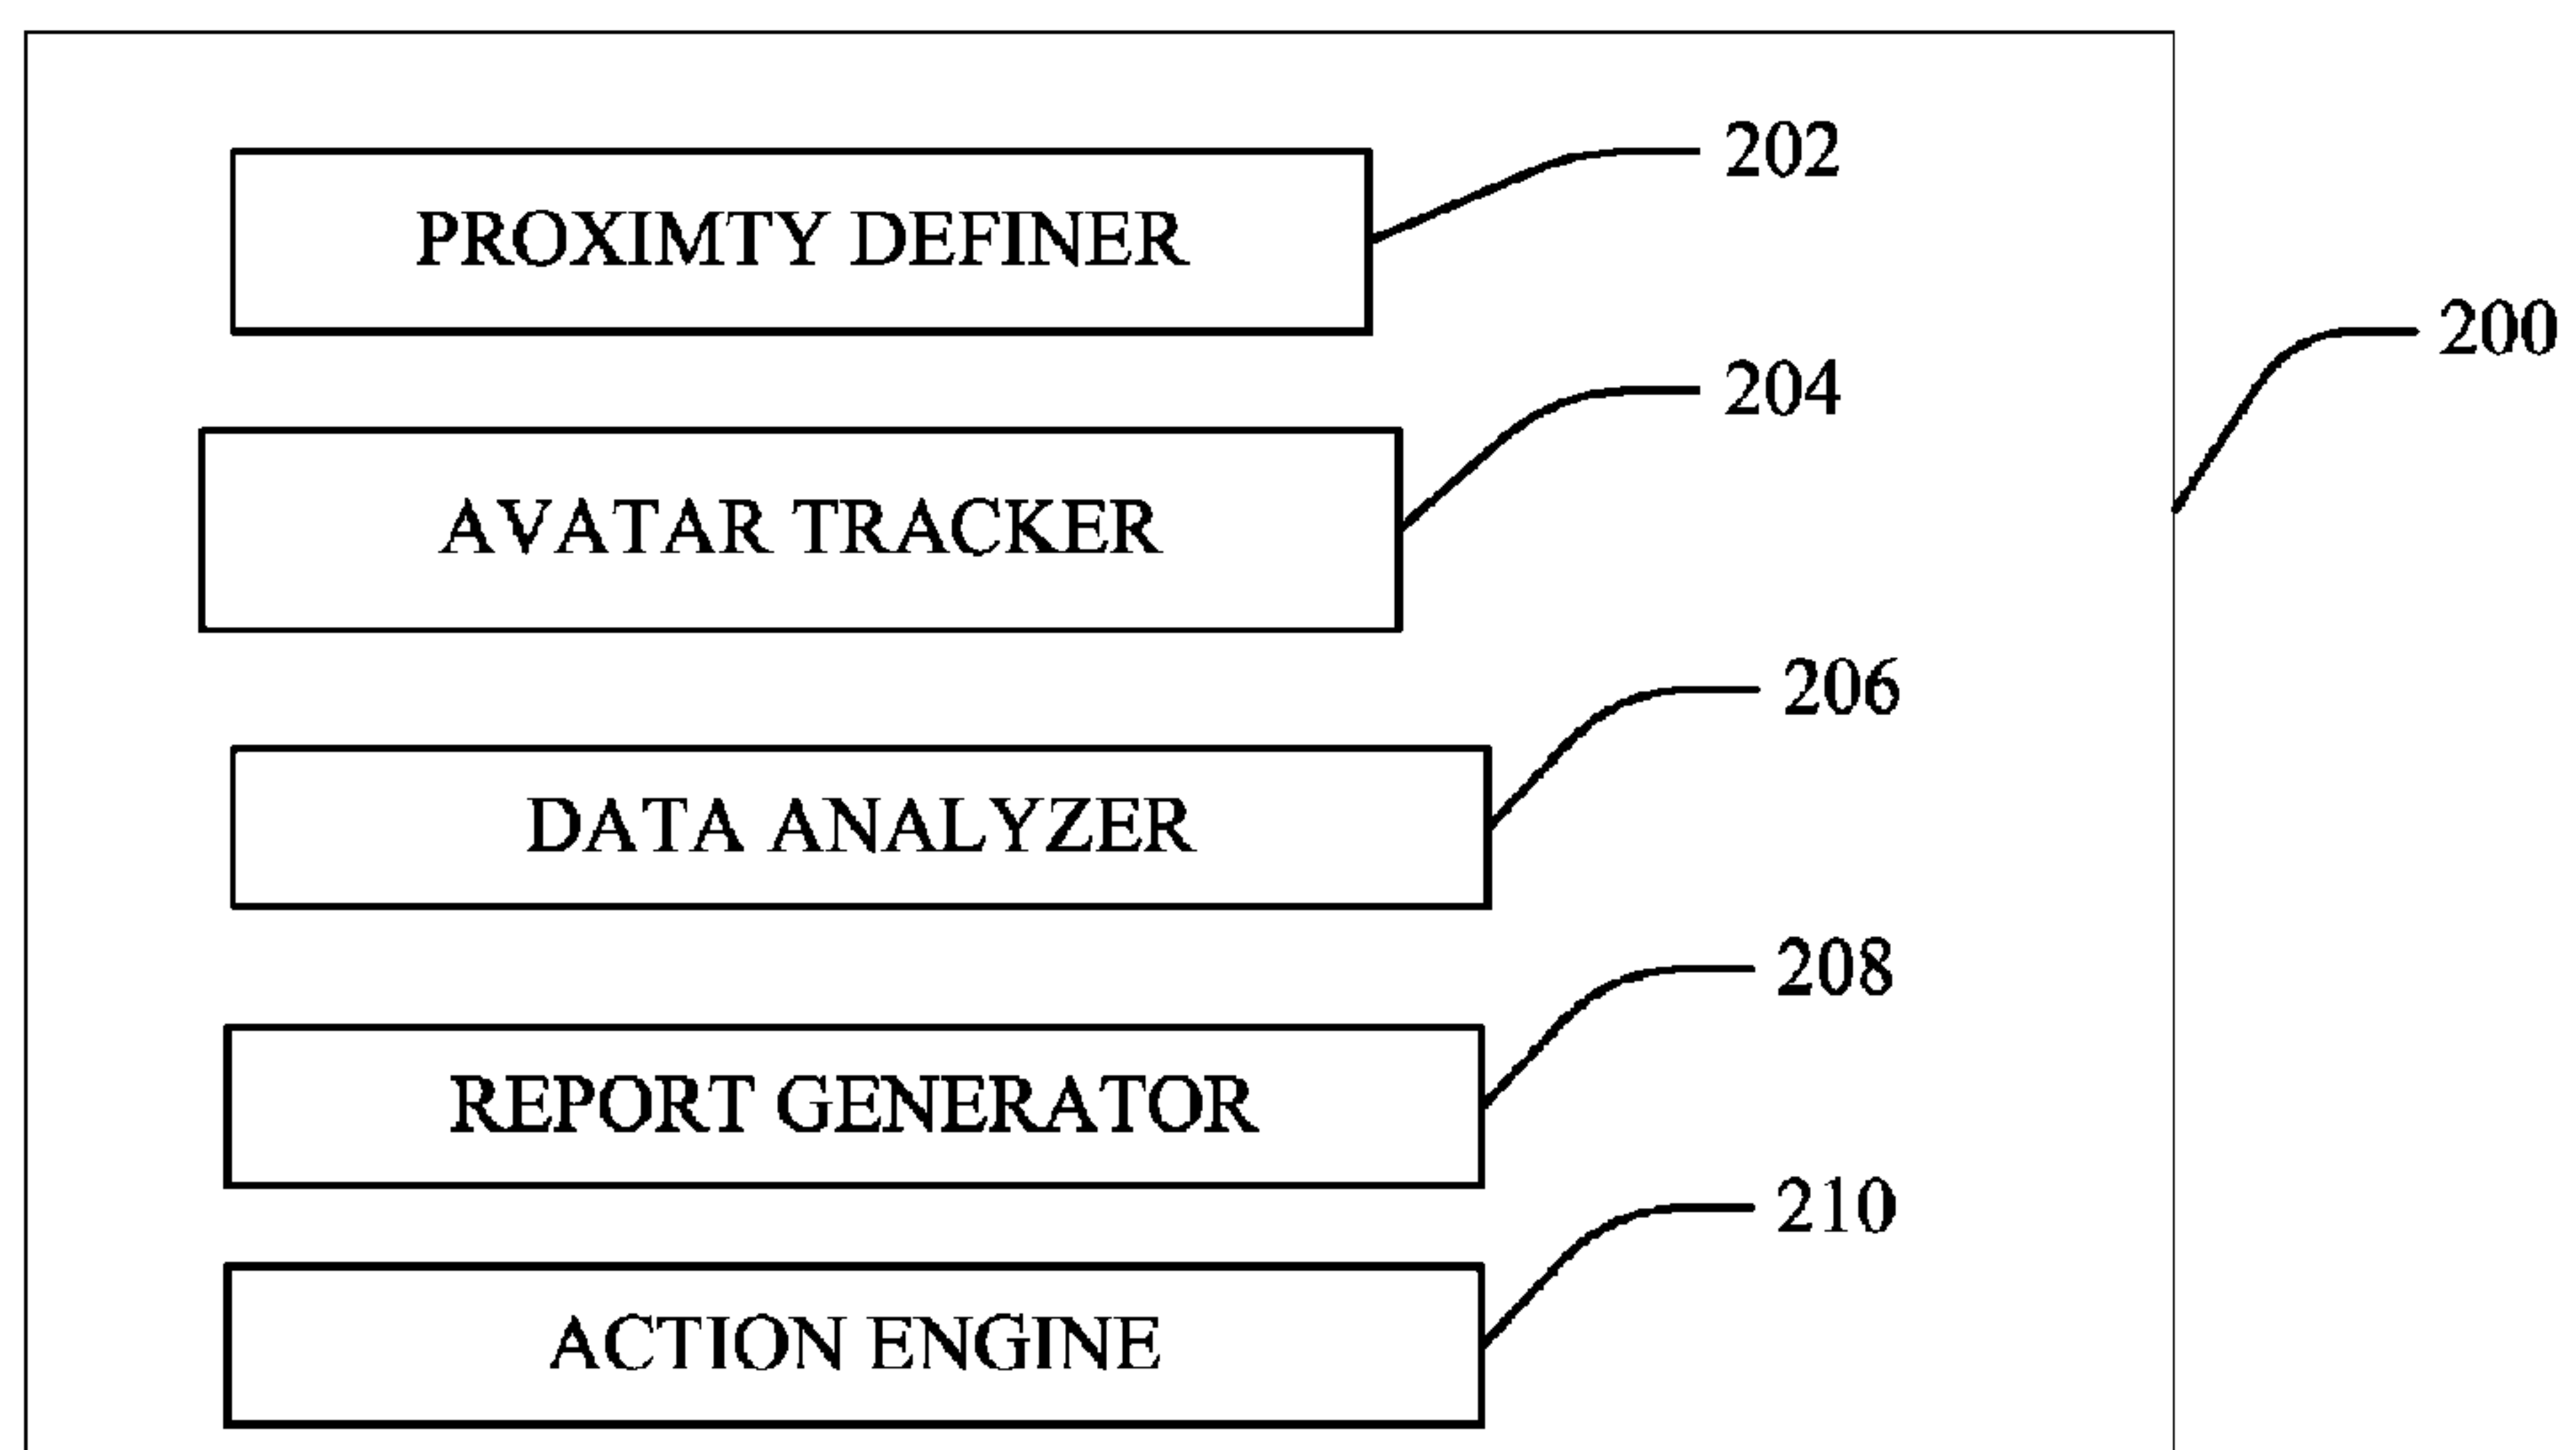 202
PROXIMTY DEFINER
200
204
AVATAR TRACKER
206
DATA ANALYZER
208
REPORT GENERATOR
210
ACTION ENGINE